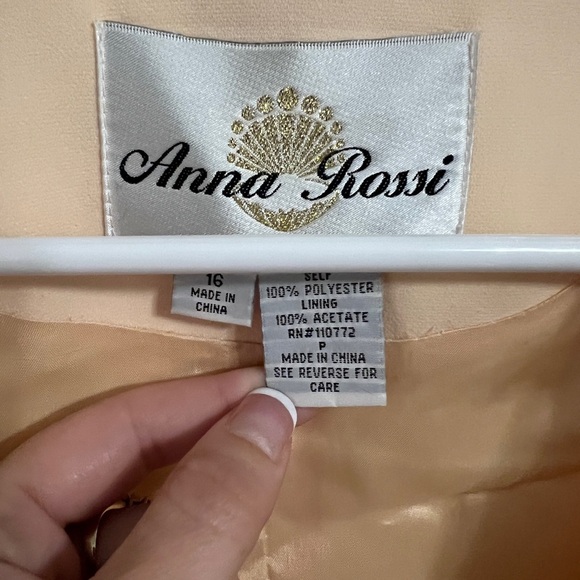 Anna Rossi
16
MADE IN
CHINA
SELF
100% POLYESTER
LINING
100% ACETATE
RN#110772
P
MADE IN CHINA
SEE REVERSE FOR
CARE